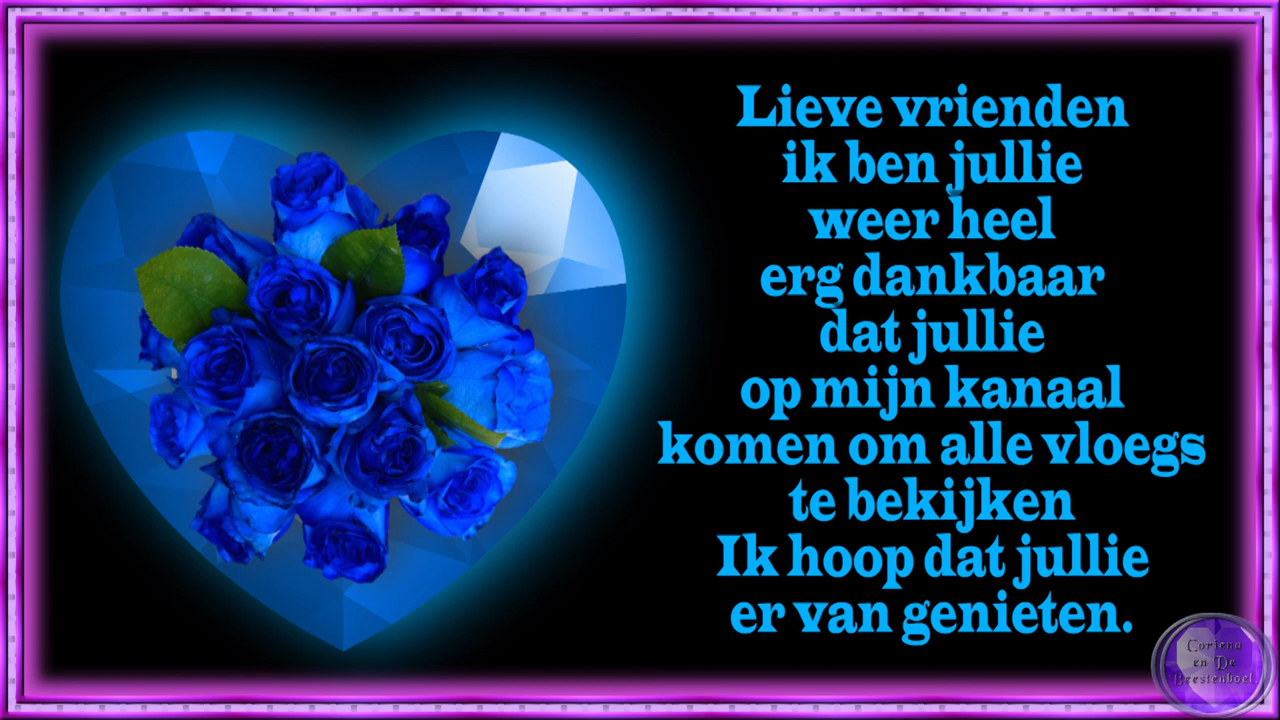 Lieve vrienden
ik ben jullie
weer heel
erg dankbaar
dat jullie
op mijn kanaal
komen om alle vloegs
te bekijken
Ik hoop dat jullie
er van genieten.
Coriena
en De
Beestenboel